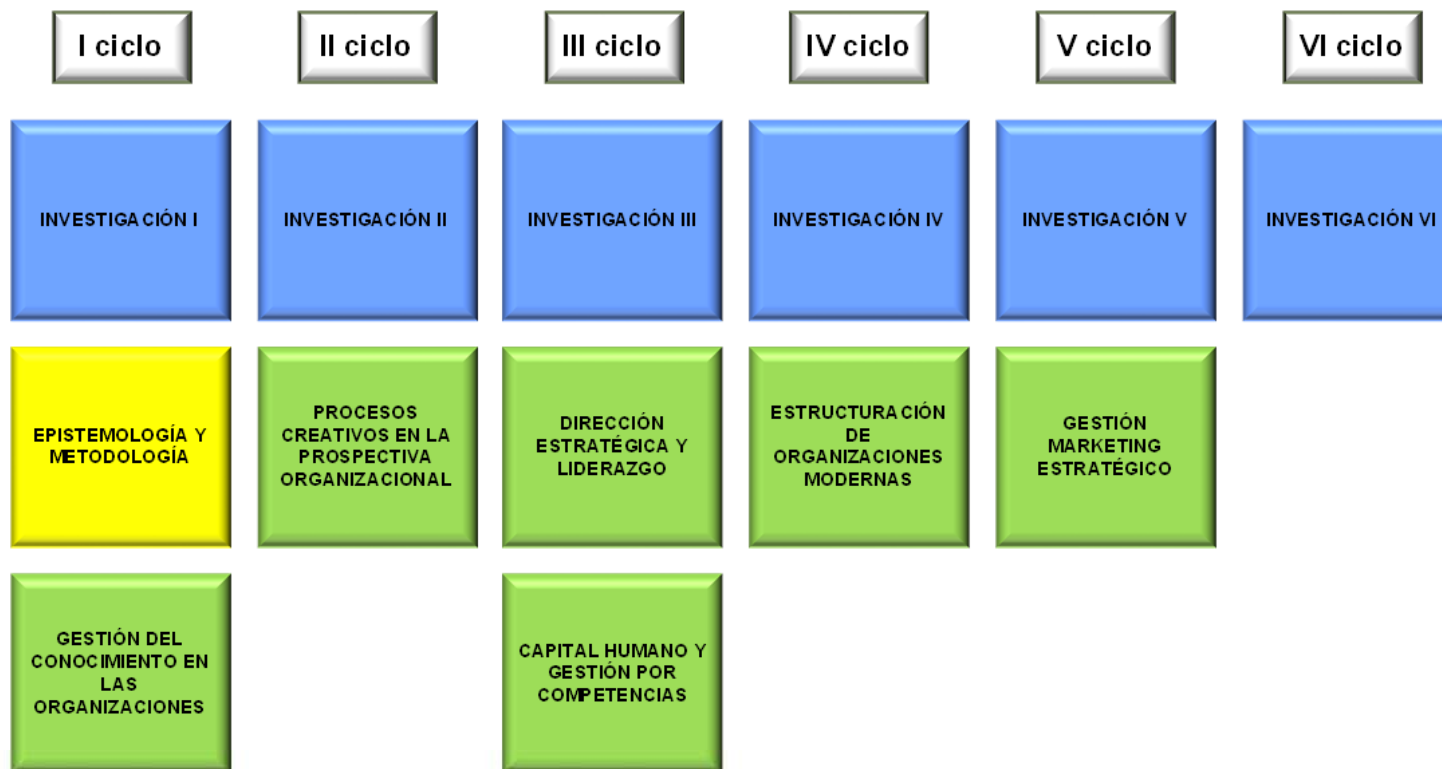 I ciclo
II ciclo
III ciclo
IV ciclo
V ciclo
VI ciclo
INVESTIGACIÓN I
INVESTIGACIÓN II
INVESTIGACIÓN III
INVESTIGACIÓN IV
INVESTIGACIÓN V
INVESTIGACIÓN VI
EPISTEMOLOGÍA Y
METODOLOGÍA
PROCESOS
CREATIVOS EN LA
PROSPECTIVA
ORGANIZACIONAL
DIRECCIÓN
ESTRATÉGICA Y
LIDERAZGO
ESTRUCTURACIÓN
DE
ORGANIZACIONES
MODERNAS
GESTIÓN
MARKETING
ESTRATÉGICO
GESTIÓN DEL
CONOCIMIENTO EN
LAS
ORGANIZACIONES
CAPITAL HUMANO Y
GESTIÓN POR
COMPETENCIAS